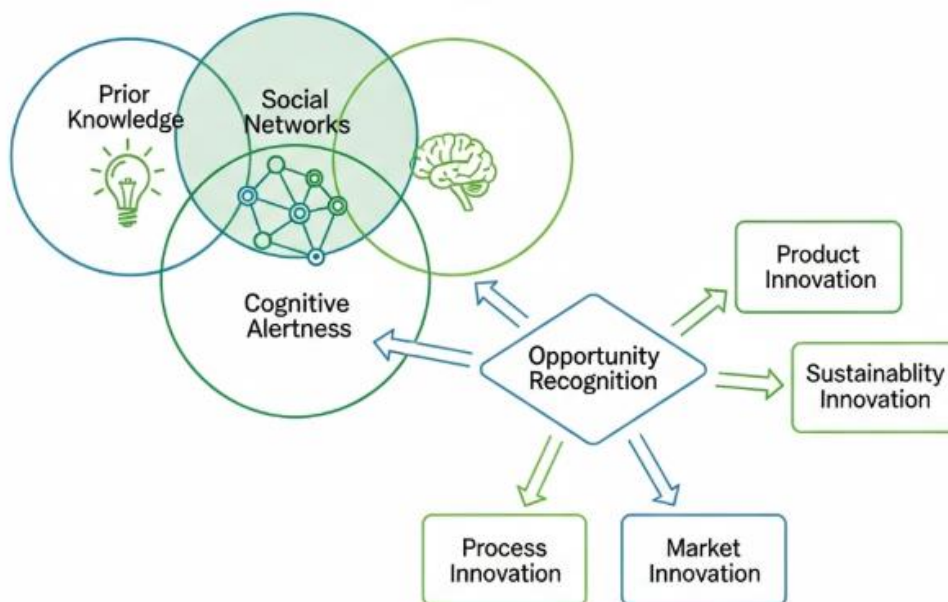 Prior
Knowledge
Social
Networks
Cognitive
Alertness
Opportunity
Recognition
Product
Innovation
Sustainablity
Innovation
Process
Innovation
Market
Innovation